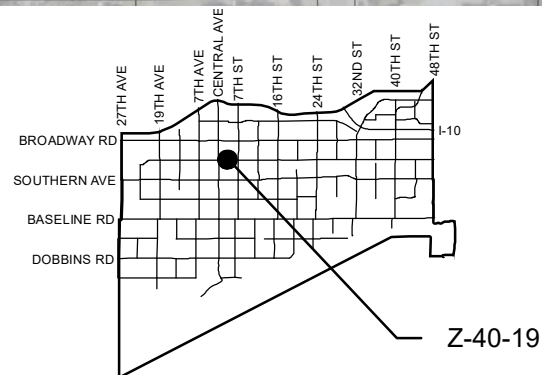 27TH AVE
19TH AVE
7TH AVE
CENTRAL AVE
7TH ST
16TH ST
24TH ST
32ND ST
40TH ST
48TH ST
BROADWAY RD
I-10
SOUTHERN AVE
BASELINE RD
DOBBINS RD
Z-40-19